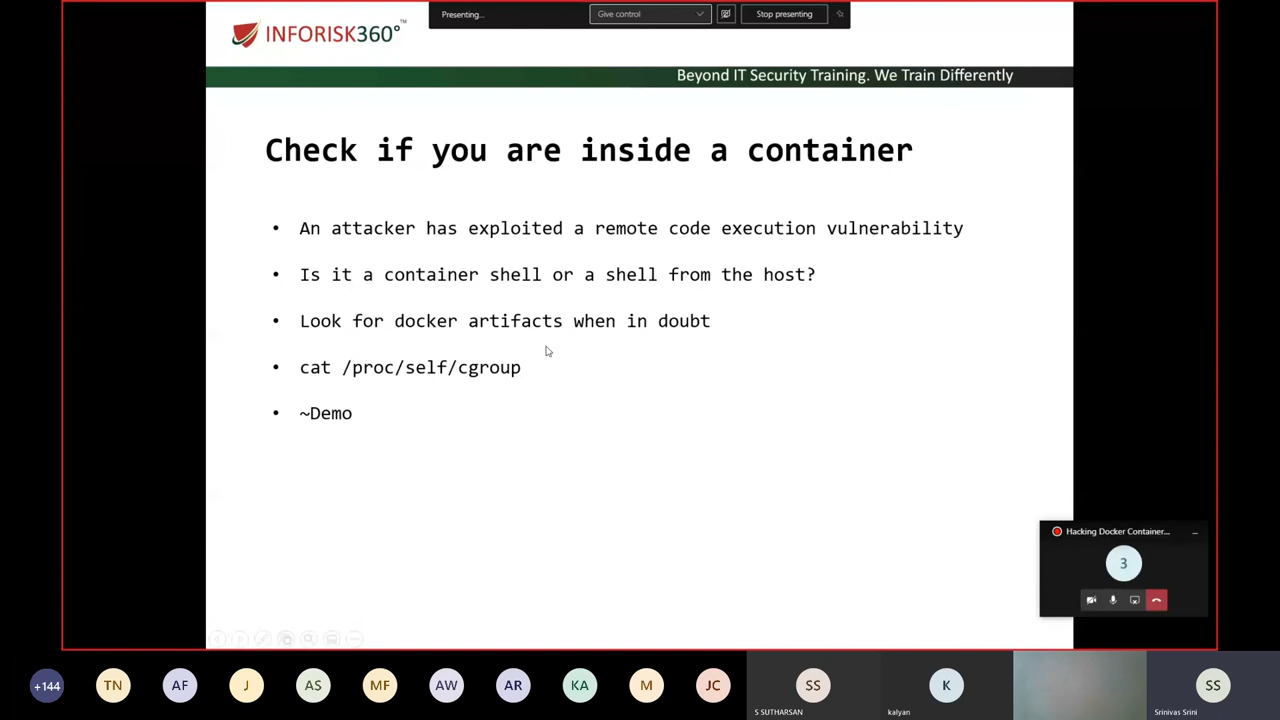 Presenting...
Give control
Stop presenting
INFORISK360°™
Beyond IT Security Training. We Train Differently
Check if you are inside a container
• An attacker has exploited a remote code execution vulnerability
• Is it a container shell or a shell from the host?
• Look for docker artifacts when in doubt
• cat /proc/self/cgroup
• ~Demo
Hacking Docker Container...
3
+144
TN
AF
J
AS
MF
AW
AR
KA
M
JC
SS
K
SS
S SUTHARSAN
kalyan
Srinivas Srini